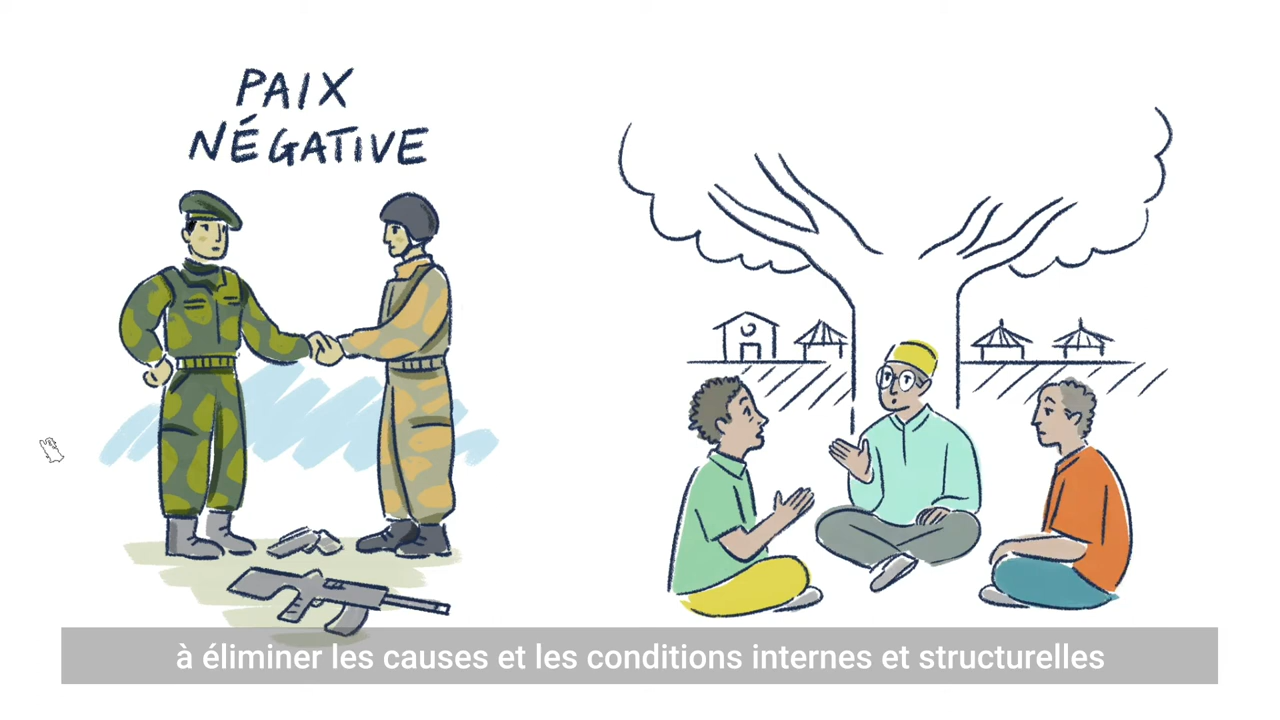 PAIX
NÉGATIVE
à éliminer les causes et les conditions internes et structurelles